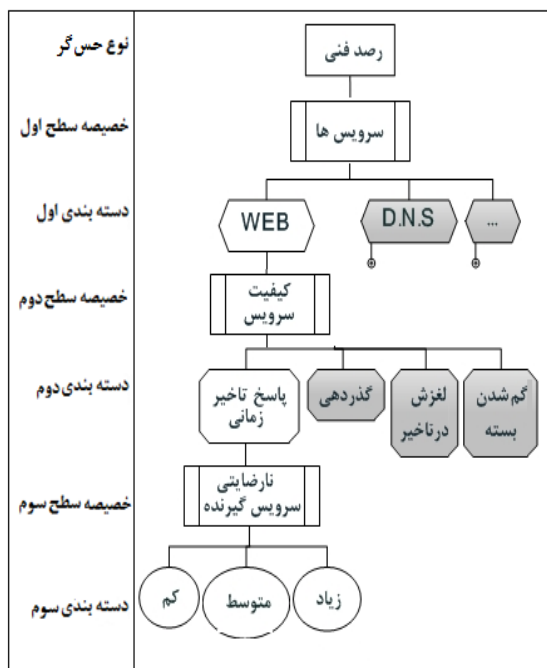 نوع حس‌گر
رصد فنی
خصیصه سطح اول
سرویس ها
دسته بندی اول
... D.N.S WEB
خصیصه سطح دوم
کیفیت
سرویس
دسته بندی دوم
گم شدن
بسته
لغزش
درتاخیر
گذردهی
پاسخ تاخیر
زمانی
خصیصه سطح سوم
نارضایتی
سرویس گیرنده
دسته بندی سوم
زیاد
متوسط
کم